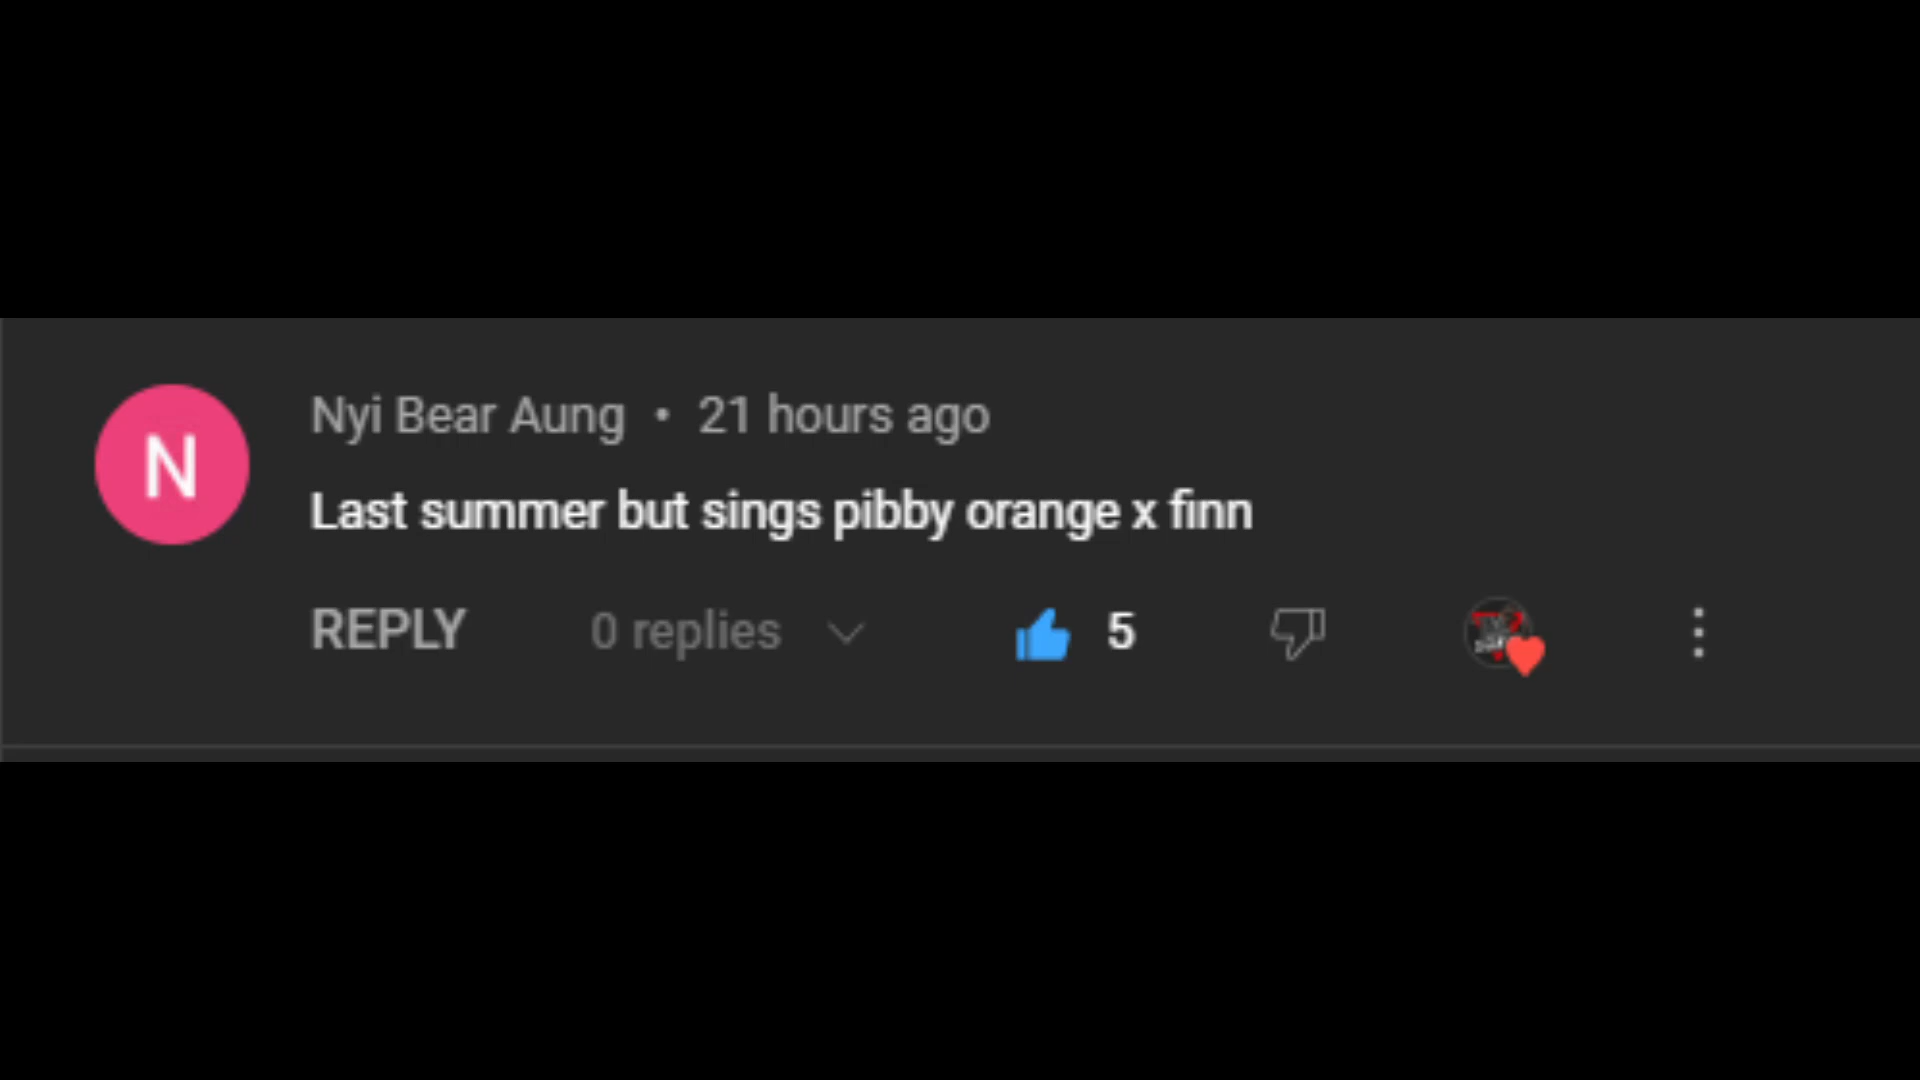 N
Nyi Bear Aung • 21 hours ago
Last summer but sings pibby orange x finn
REPLY 0 replies 5